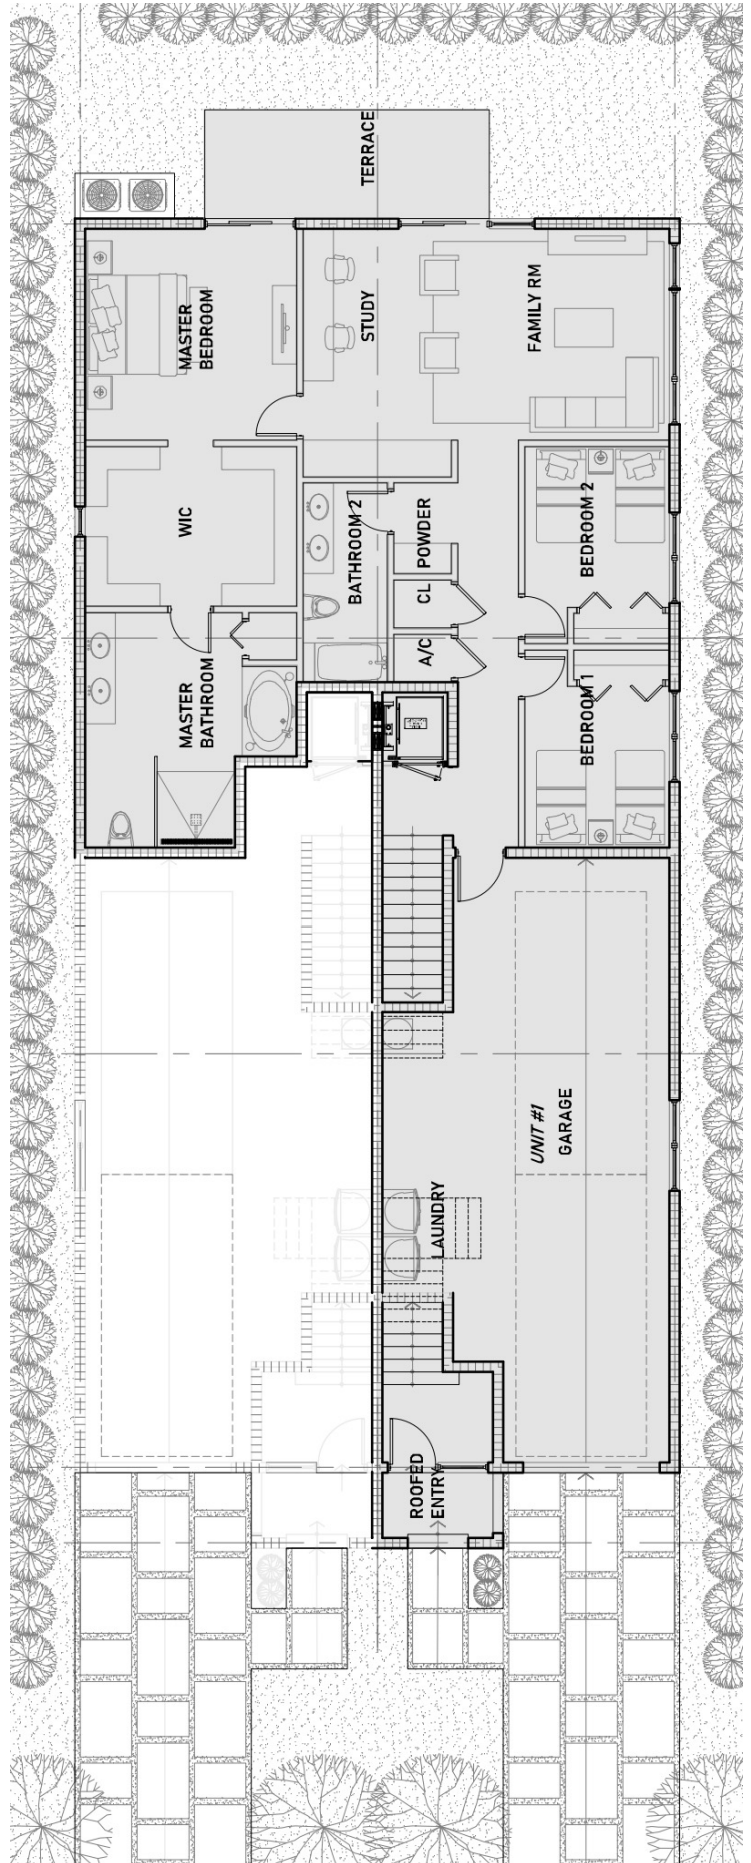 TERRACE
MASTER
BEDROOM
STUDY
FAMILY RM
WIC
BATHROOM 2
POWDER
BEDROOM 2
CL
A/C
MASTER
BATHROOM
BEDROOM 1
UNIT #1
GARAGE
LAUNDRY
ROOFED
ENTRY